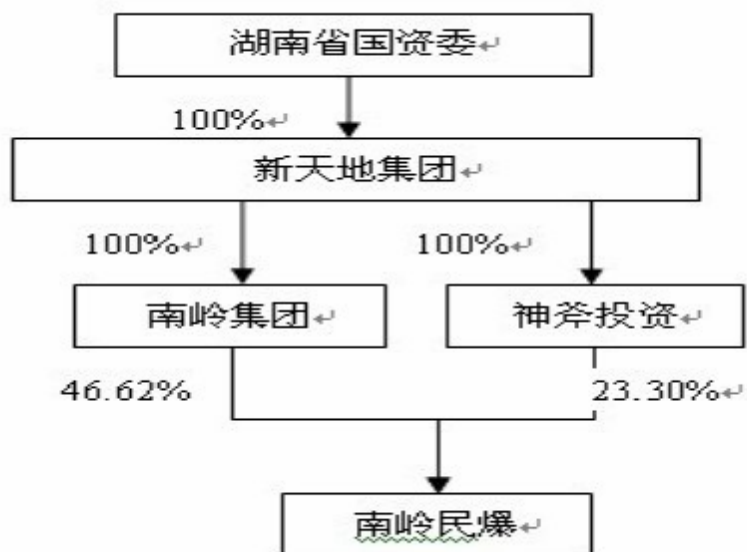 湖南省国资委
100%
新天地集团
100% 100%
南岭集团 神斧投资
46.62% 23.30%
南岭民爆